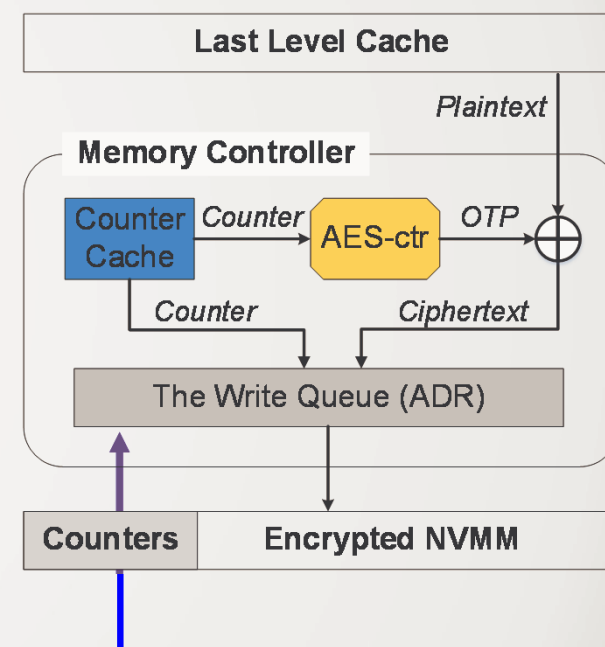 Last Level Cache
Plaintext
Memory Controller
Counter
Cache
Counter
AES-ctr
OTP
Counter
Ciphertext
The Write Queue (ADR)
Counters
Encrypted NVMM